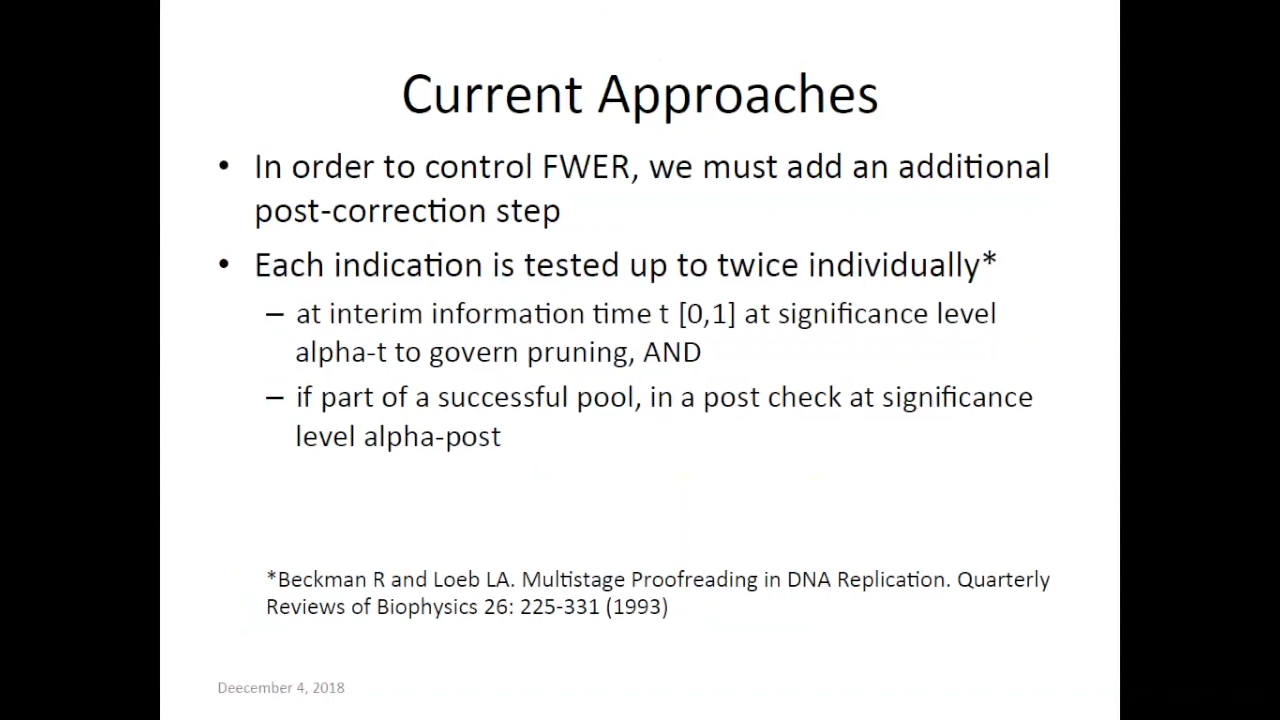 Current Approaches
• In order to control FWER, we must add an additional
post-correction step
• Each indication is tested up to twice individually*
– at interim information time t [0,1] at significance level
alpha-t to govern pruning, AND
– if part of a successful pool, in a post check at significance
level alpha-post
*Beckman R and Loeb LA. Multistage Proofreading in DNA Replication. Quarterly
Reviews of Biophysics 26: 225-331 (1993)
Deecember 4, 2018